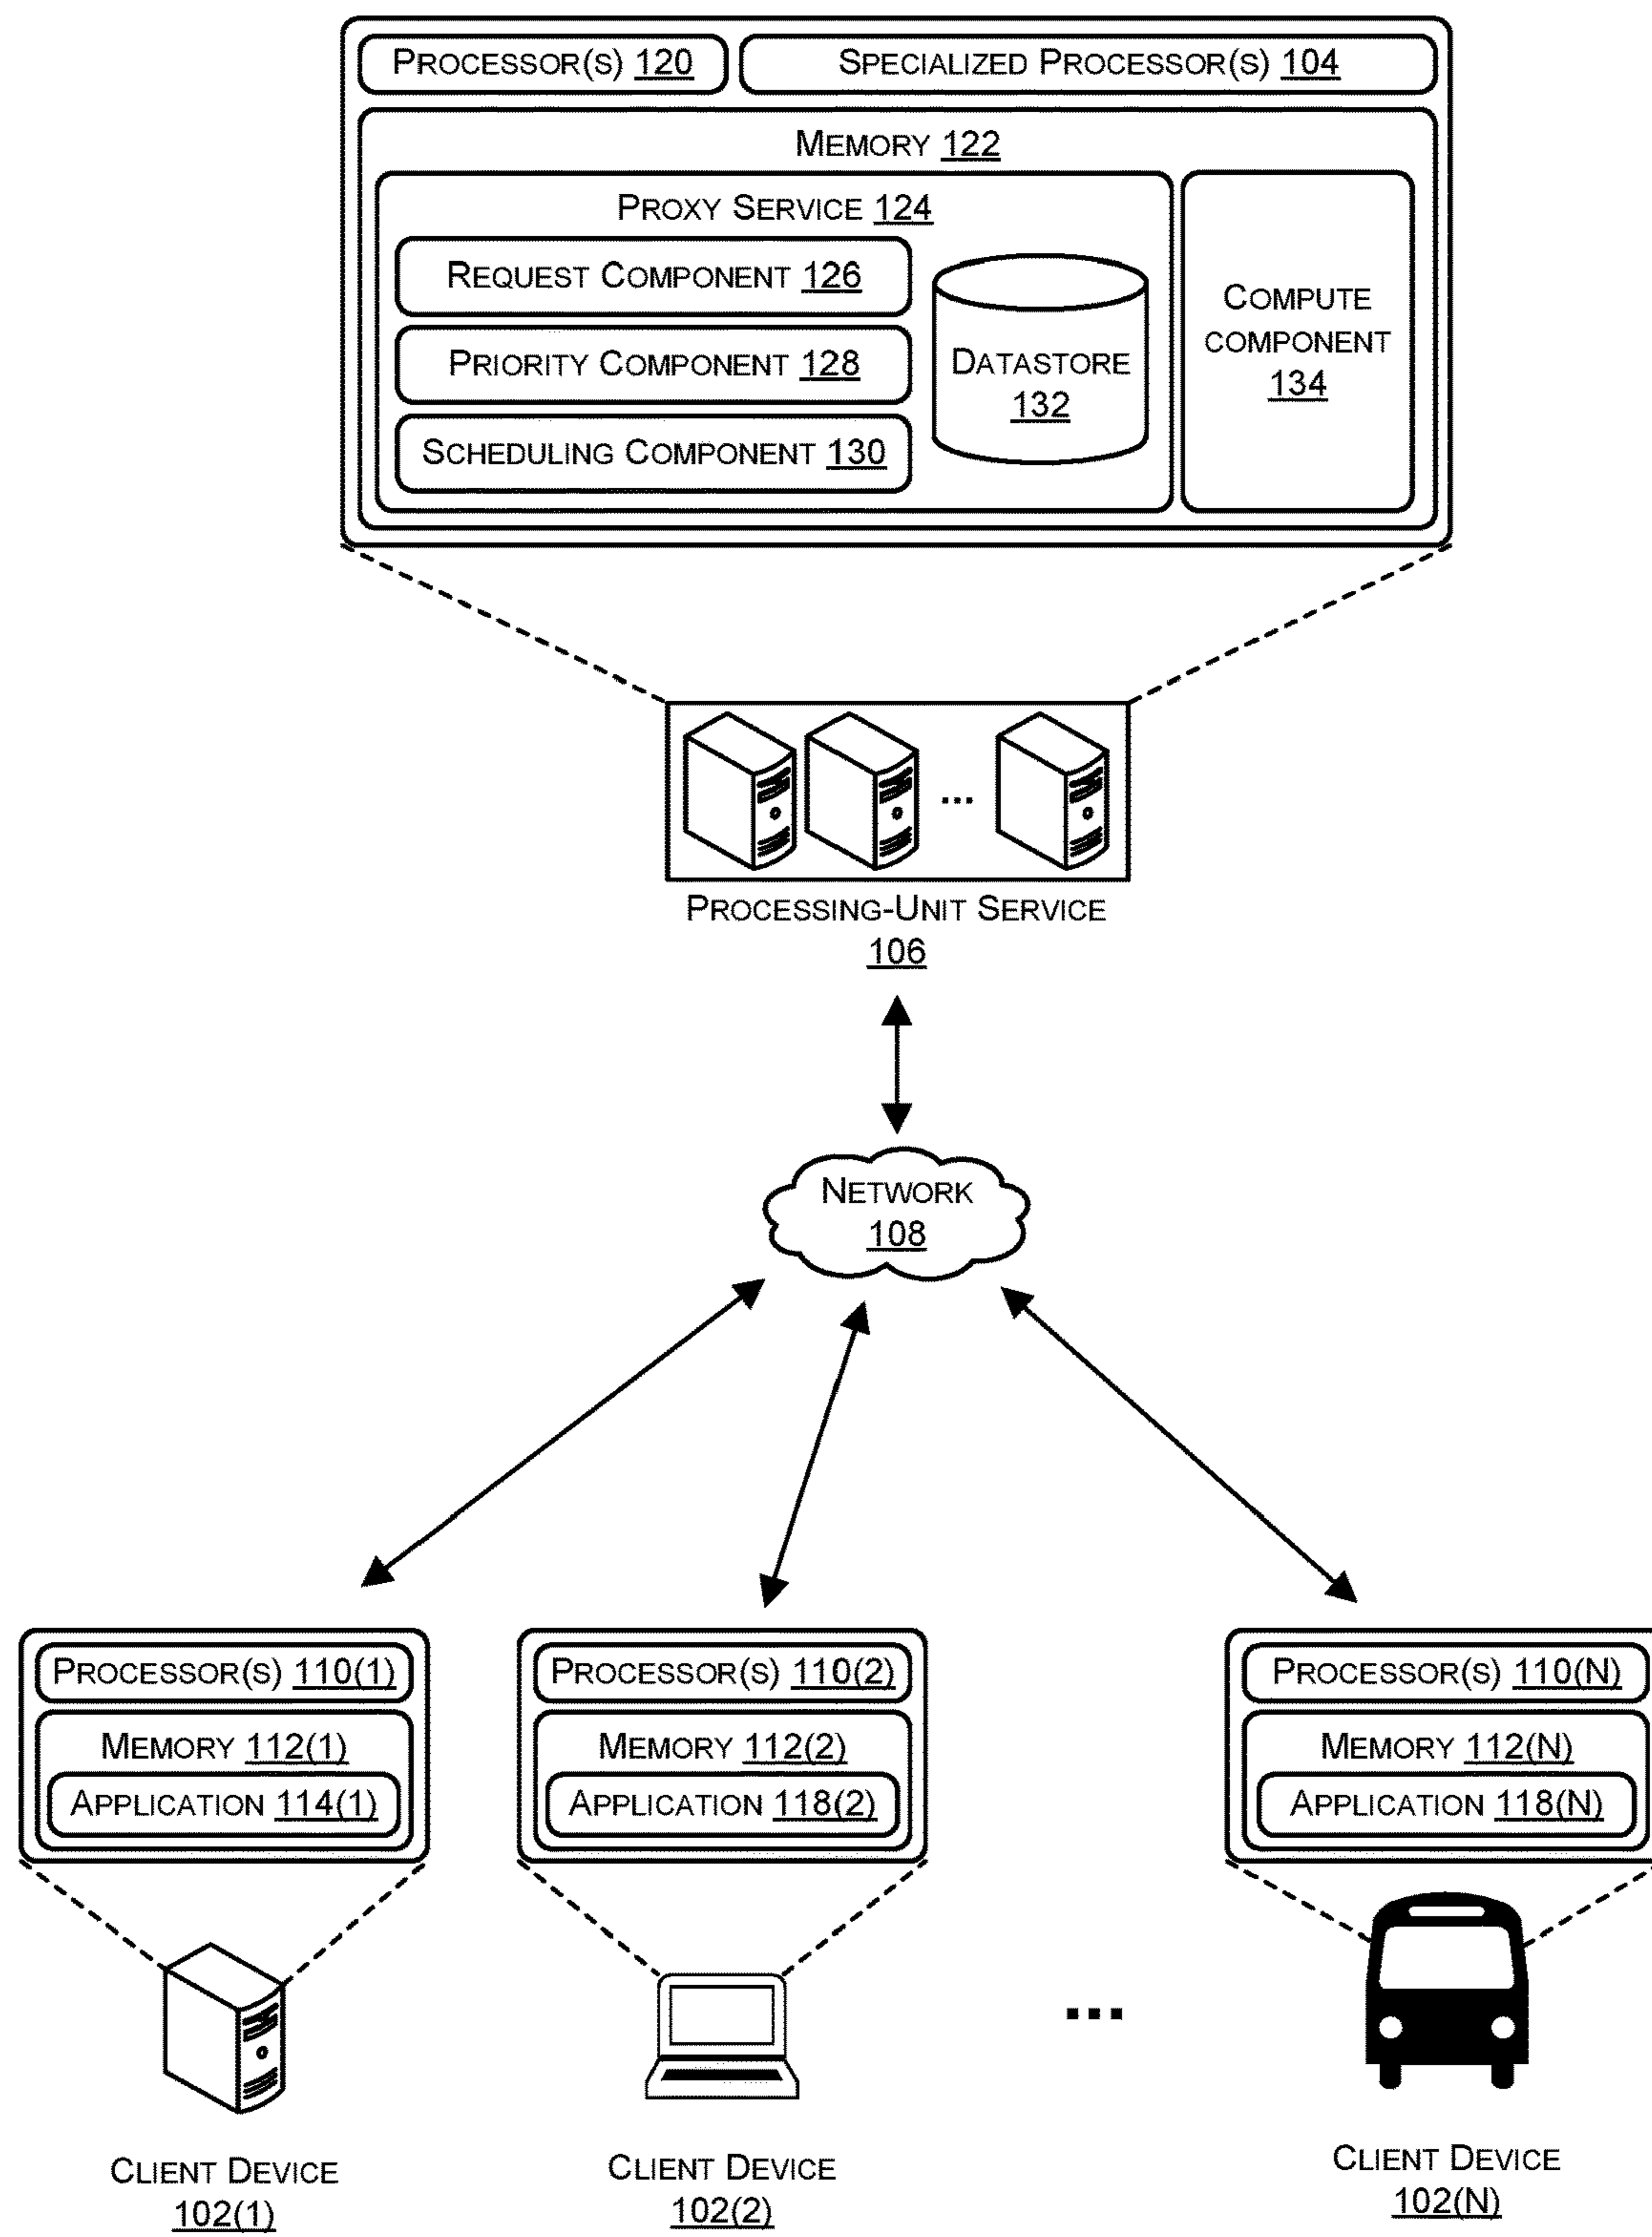 PROCESSOR(S) 120
SPECIALIZED PROCESSOR(S) 104
MEMORY 122
PROXY SERVICE 124
REQUEST COMPONENT 126
PRIORITY COMPONENT 128
SCHEDULING COMPONENT 130
DATASTORE
132
COMPUTE
COMPONENT
134
...
PROCESSING-UNIT SERVICE
106
NETWORK
108
PROCESSOR(S) 110(1)
MEMORY 112(1)
APPLICATION 114(1)
PROCESSOR(S) 110(2)
MEMORY 112(2)
APPLICATION 118(2)
PROCESSOR(S) 110(N)
MEMORY 112(N)
APPLICATION 118(N)
...
CLIENT DEVICE
102(1)
CLIENT DEVICE
102(2)
CLIENT DEVICE
102(N)